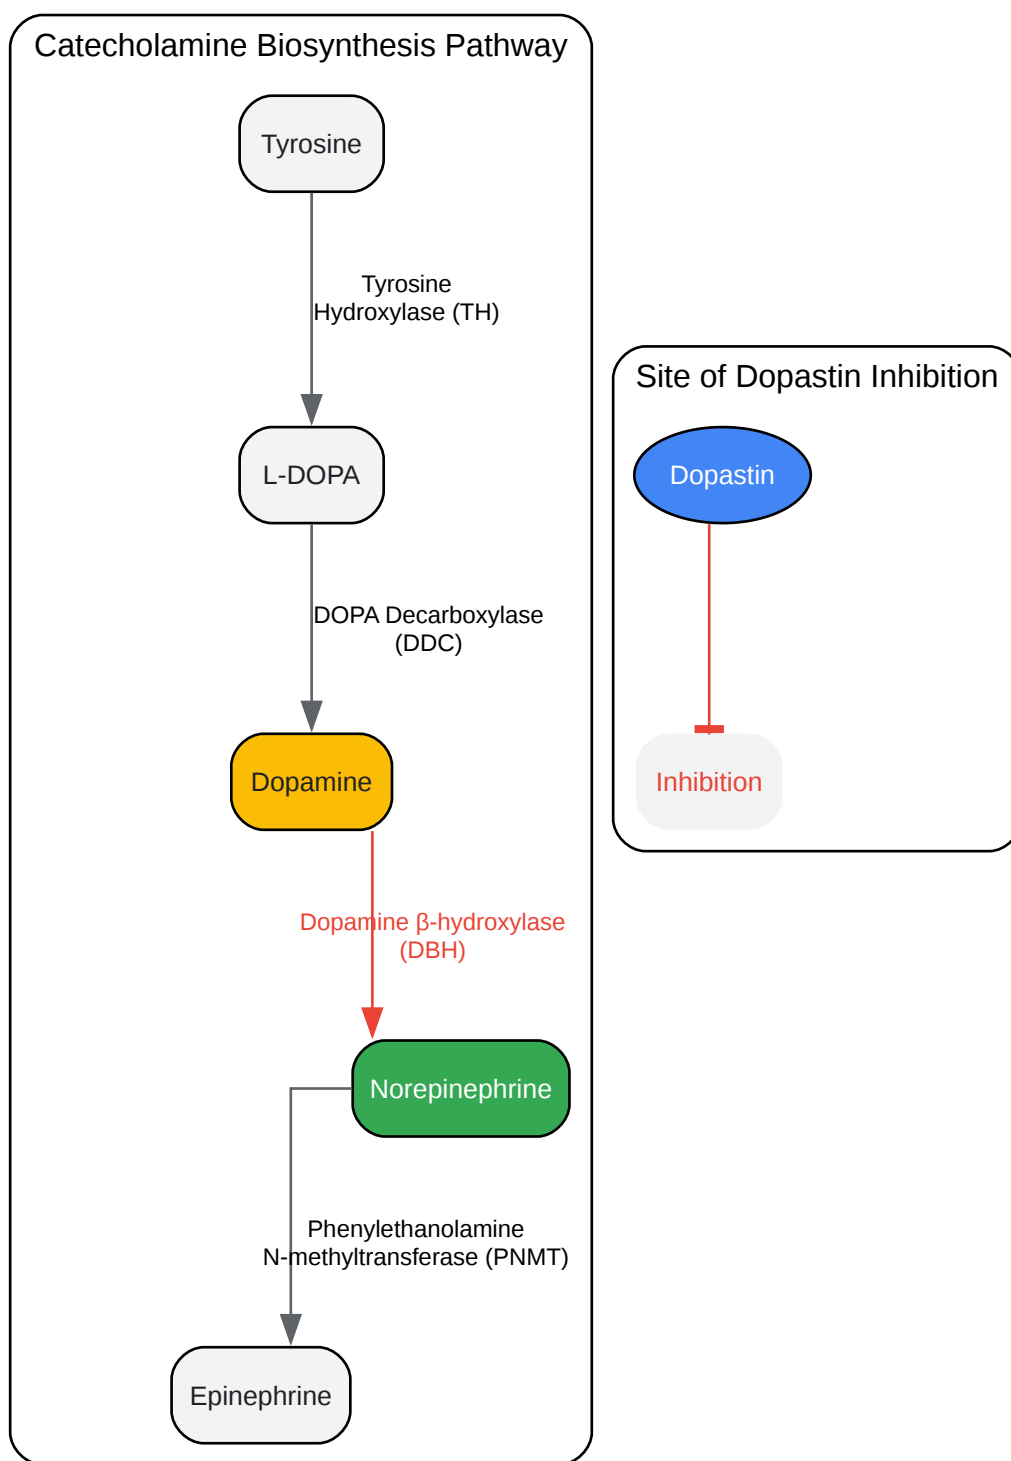 Catecholamine Biosynthesis Pathway
Tyrosine
Tyrosine
Hydroxylase (TH)
L-DOPA
DOPA Decarboxylase
(DDC)
Dopamine
Dopamine β-hydroxylase
(DBH)
Norepinephrine
Phenylethanolamine
N-methyltransferase (PNMT)
Epinephrine
Site of Dopastin Inhibition
Dopastin
Inhibition